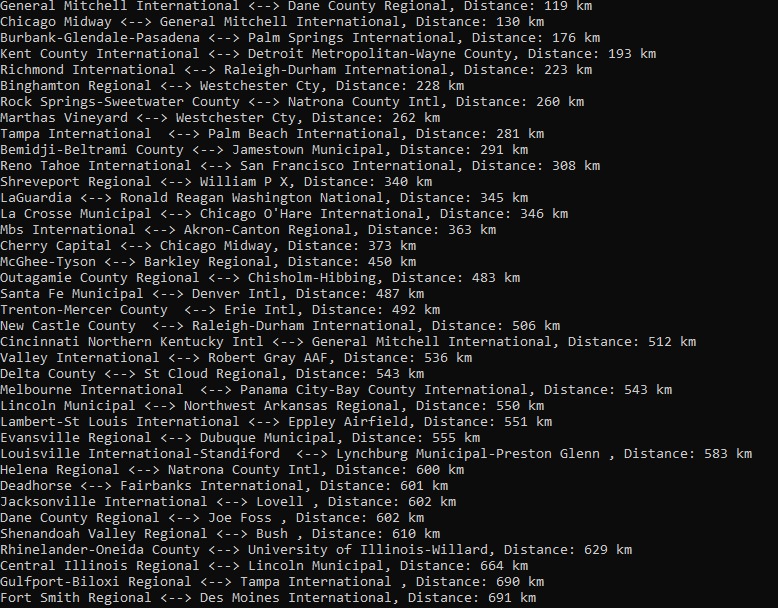 General Mitchell International <--> Dane County Regional, Distance: 119 km
Chicago Midway <--> General Mitchell International, Distance: 130 km
Burbank-Glendale-Pasadena <--> Palm Springs International, Distance: 176 km
Kent County International <--> Detroit Metropolitan-Wayne County, Distance: 193 km
Richmond International <--> Raleigh-Durham International, Distance: 223 km
Binghamton Regional <--> Westchester Cty, Distance: 228 km
Rock Springs-Sweetwater County <--> Natrona County Intl, Distance: 260 km
Marthas Vineyard <--> Westchester Cty, Distance: 262 km
Tampa International  <--> Palm Beach International, Distance: 281 km
Bemidji-Beltrami County <--> Jamestown Municipal, Distance: 291 km
Reno Tahoe International <--> San Francisco International, Distance: 308 km
Shreveport Regional <--> William P X, Distance: 340 km
LaGuardia <--> Ronald Reagan Washington National, Distance: 345 km
La Crosse Municipal <--> Chicago O'Hare International, Distance: 346 km
Mbs International <--> Akron-Canton Regional, Distance: 363 km
Cherry Capital <--> Chicago Midway, Distance: 373 km
McGhee-Tyson <--> Barkley Regional, Distance: 450 km
Outagamie County Regional <--> Chisholm-Hibbing, Distance: 483 km
Santa Fe Municipal <--> Denver Intl, Distance: 487 km
Trenton-Mercer County  <--> Erie Intl, Distance: 492 km
New Castle County  <--> Raleigh-Durham International, Distance: 506 km
Cincinnati Northern Kentucky Intl <--> General Mitchell International, Distance: 512 km
Valley International <--> Robert Gray AAF, Distance: 536 km
Delta County <--> St Cloud Regional, Distance: 543 km
Melbourne International  <--> Panama City-Bay County International, Distance: 543 km
Lincoln Municipal <--> Northwest Arkansas Regional, Distance: 550 km
Lambert-St Louis International <--> Eppley Airfield, Distance: 551 km
Evansville Regional <--> Dubuque Municipal, Distance: 555 km
Louisville International-Standiford  <--> Lynchburg Municipal-Preston Glenn , Distance: 583 km
Helena Regional <--> Natrona County Intl, Distance: 600 km
Deadhorse <--> Fairbanks International, Distance: 601 km
Jacksonville International <--> Lovell , Distance: 602 km
Dane County Regional <--> Joe Foss , Distance: 602 km
Shenandoah Valley Regional <--> Bush , Distance: 610 km
Rhinelander-Oneida County <--> University of Illinois-Willard, Distance: 629 km
Central Illinois Regional <--> Lincoln Municipal, Distance: 664 km
Gulfport-Biloxi Regional <--> Tampa International , Distance: 690 km
Fort Smith Regional <--> Des Moines International, Distance: 691 km